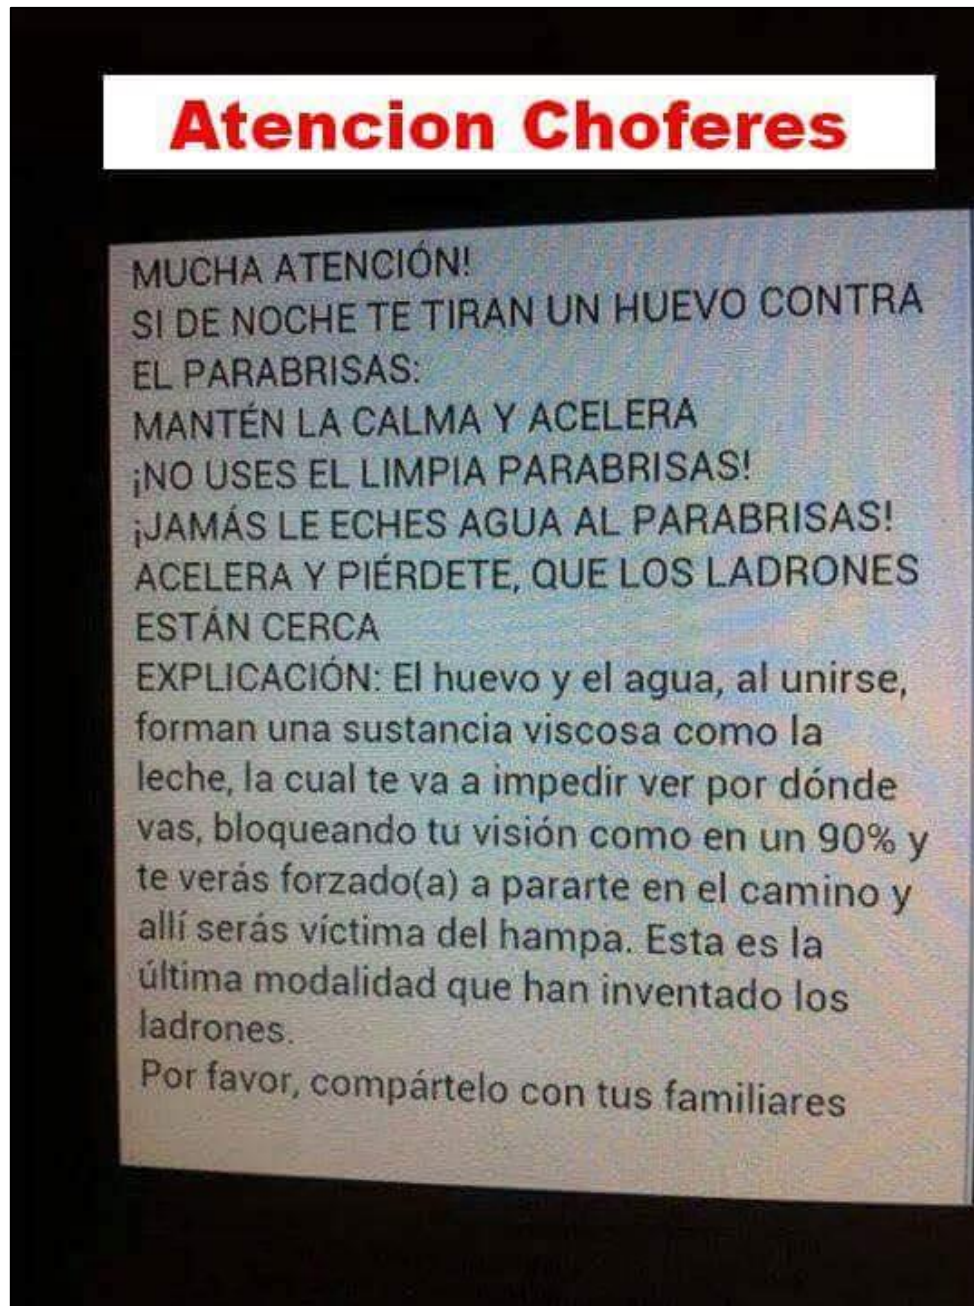 Atencion Choferes
MUCHA ATENCIÓN!
SI DE NOCHE TE TIRAN UN HUEVO CONTRA
EL PARABRISAS:
MANTÉN LA CALMA Y ACELERA
¡NO USES EL LIMPIA PARABRISAS!
¡JAMÁS LE ECHES AGUA AL PARABRISAS!
ACELERA Y PIÉRDETE, QUE LOS LADRONES
ESTÁN CERCA
EXPLICACIÓN: El huevo y el agua, al unirse,
forman una sustancia viscosa como la
leche, la cual te va a impedir ver por dónde
vas, bloqueando tu visión como en un 90% y
te verás forzado(a) a pararte en el camino y
allí serás víctima del hampa. Esta es la
última modalidad que han inventado los
ladrones.
Por favor, compártelo con tus familiares